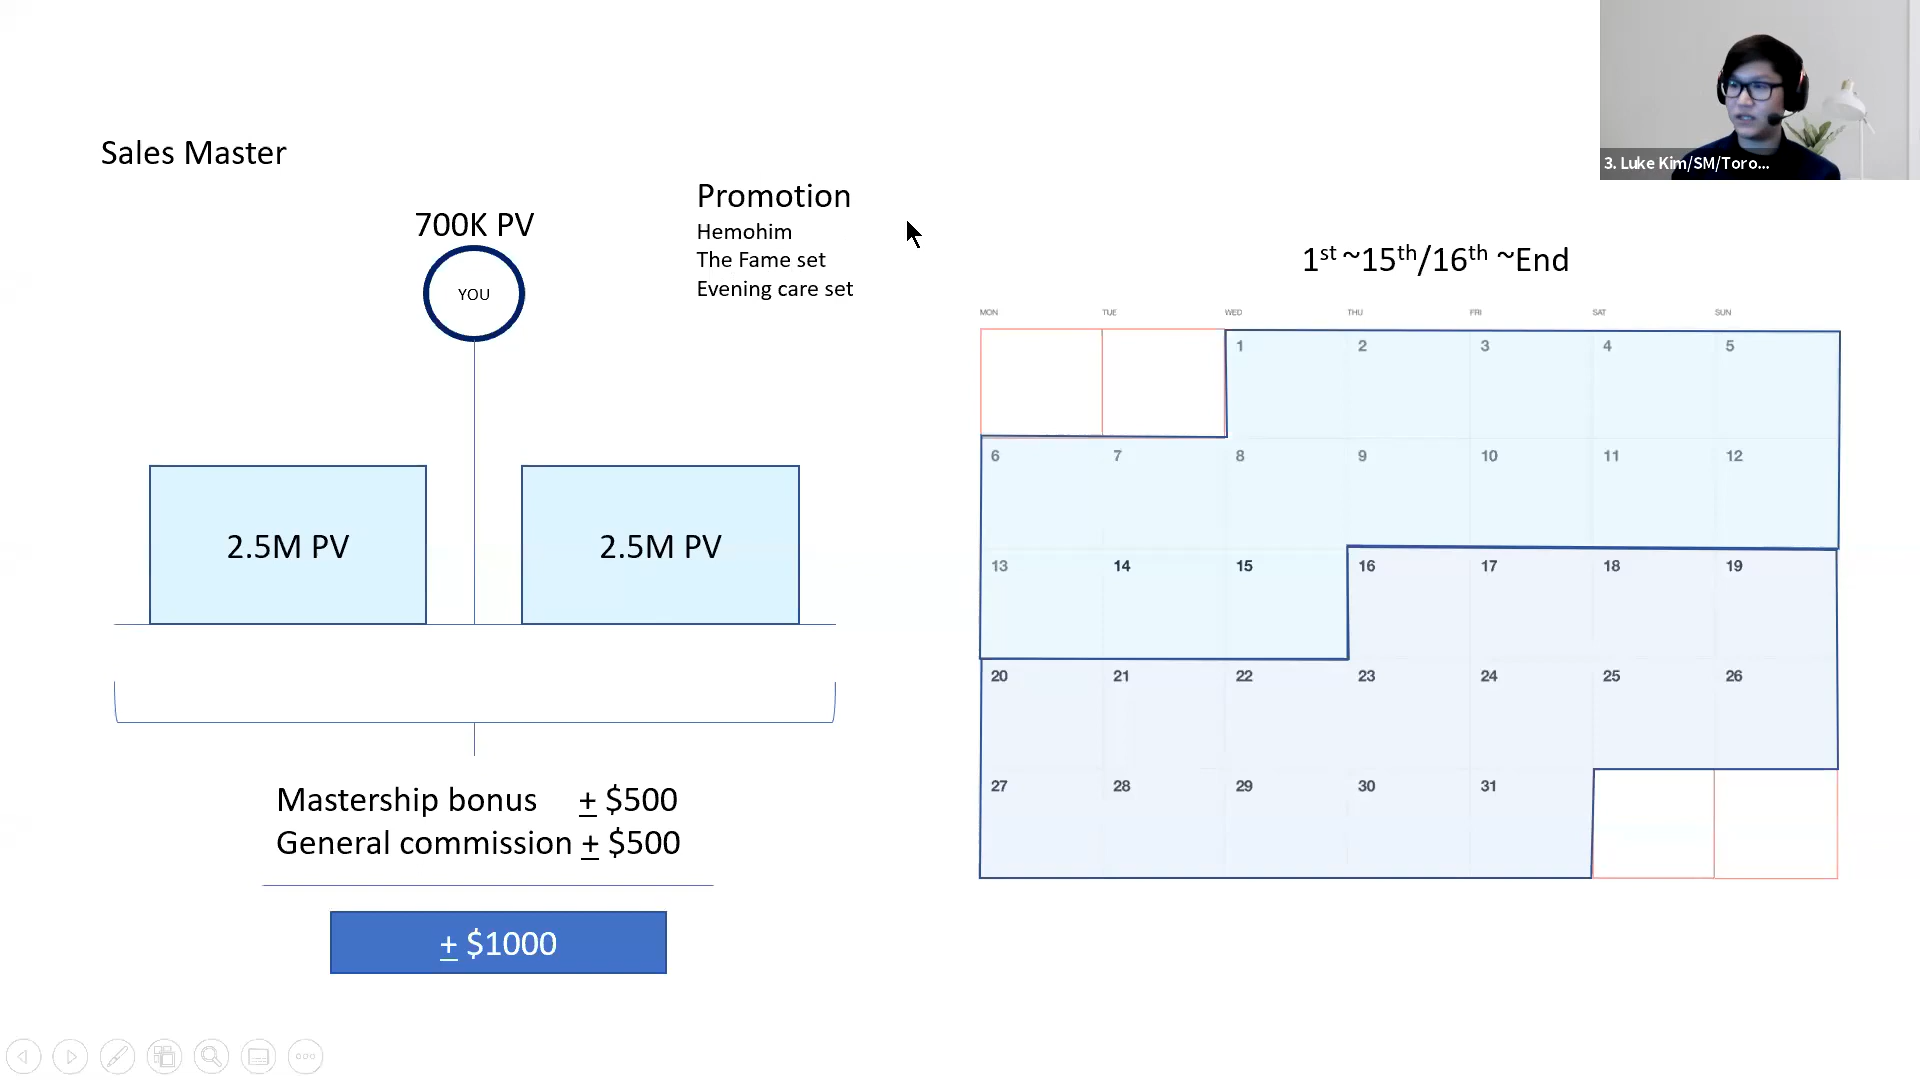 3. Luke Kim/SM/Toro...
Sales Master
700K PV
YOU
Promotion
Hemohim
The Fame set
Evening care set
2.5M PV
2.5M PV
Mastership bonus ± $500
General commission ± $500
± $1000
1st ~15th/16th ~End
MON TUE WED THU FRI SAT SUN
1 2 3 4 5
6 7 8 9 10 11 12
13 14 15 16 17 18 19
20 21 22 23 24 25 26
27 28 29 30 31